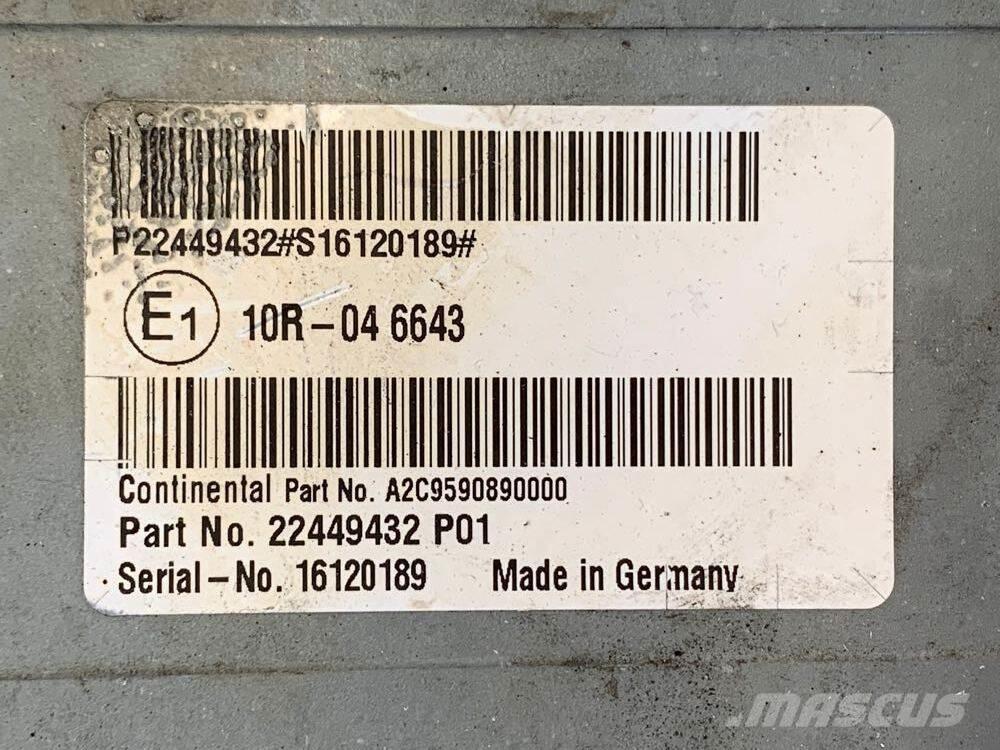 P22449432#S16120189#
E1 10R-04 6643
Continental Part No. A2C9590890000
Part No. 22449432 P01
Serial-No. 16120189 Made in Germany
MASCUS